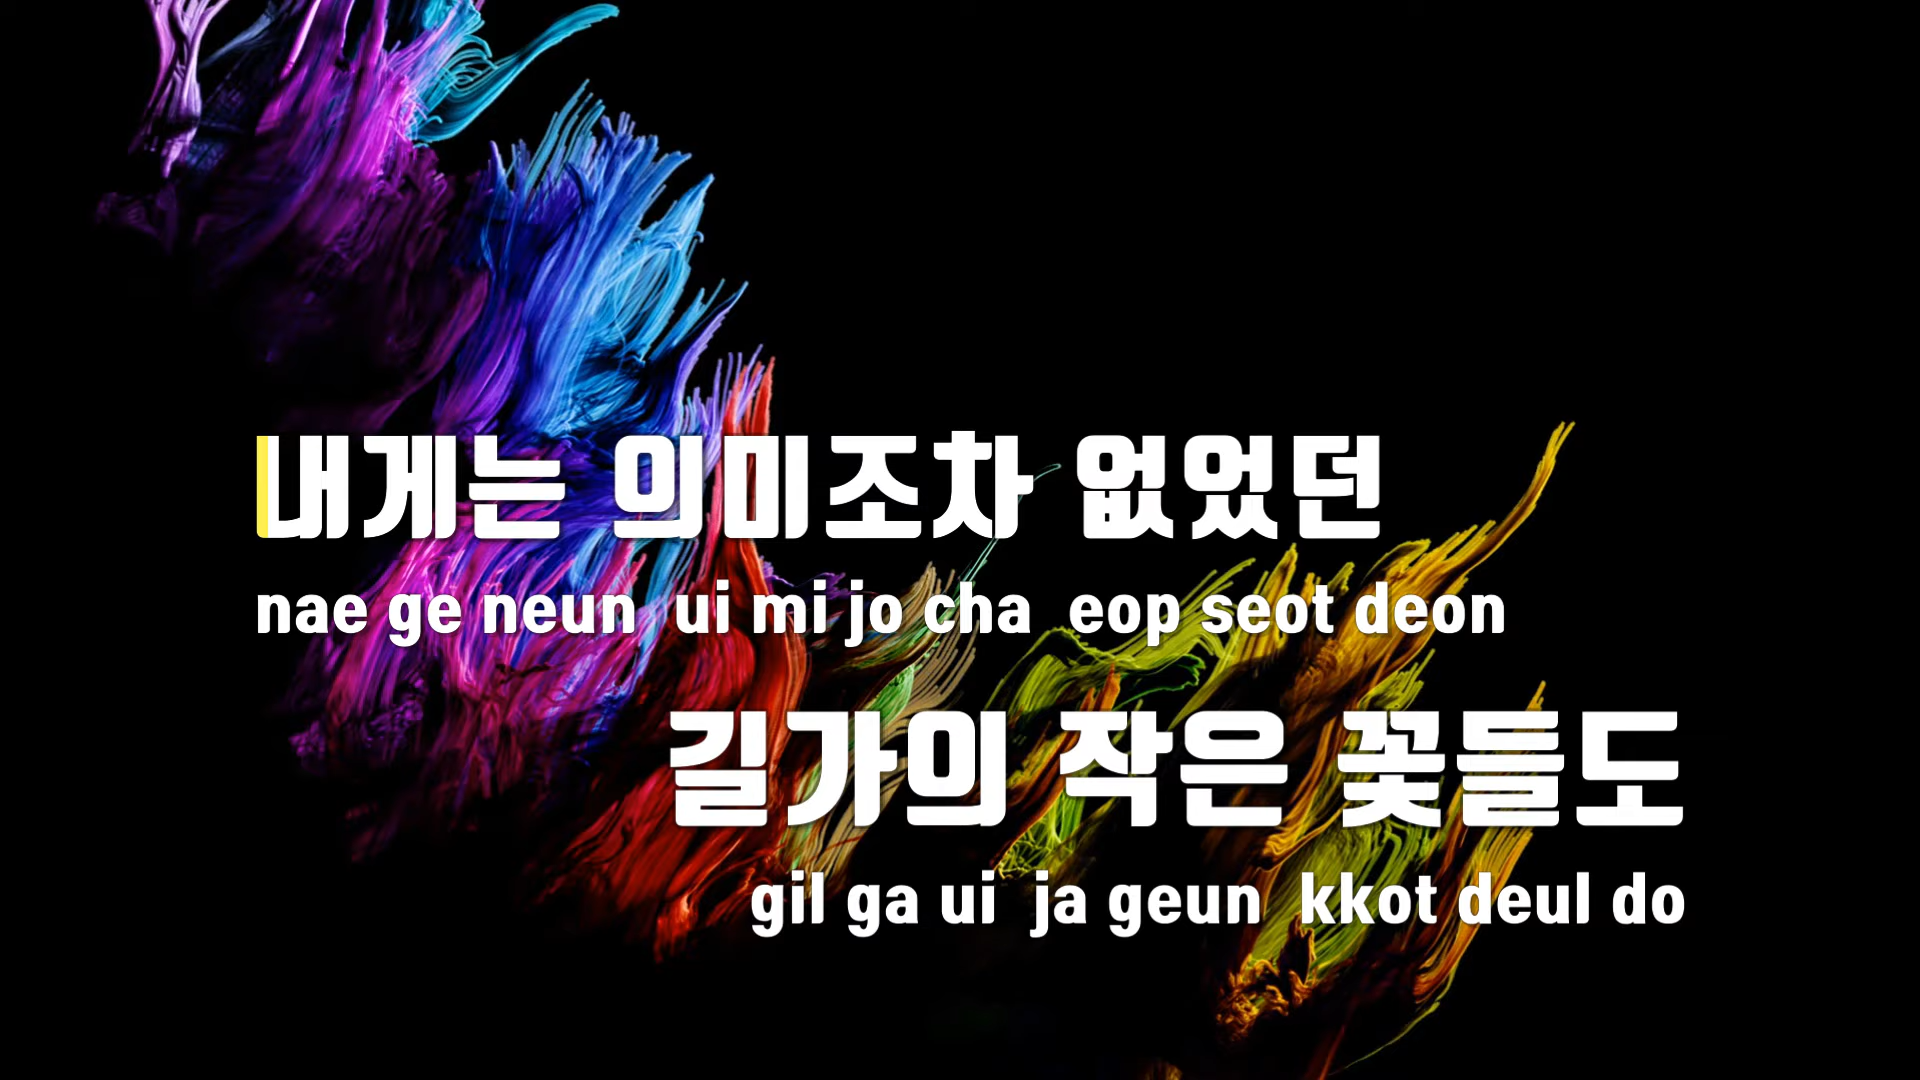 내게는 의미조차 없었던
nae ge neun ui mi jo cha eop seot deon
길가의 작은 꽃들도
gil ga ui ja geun kkot deul do